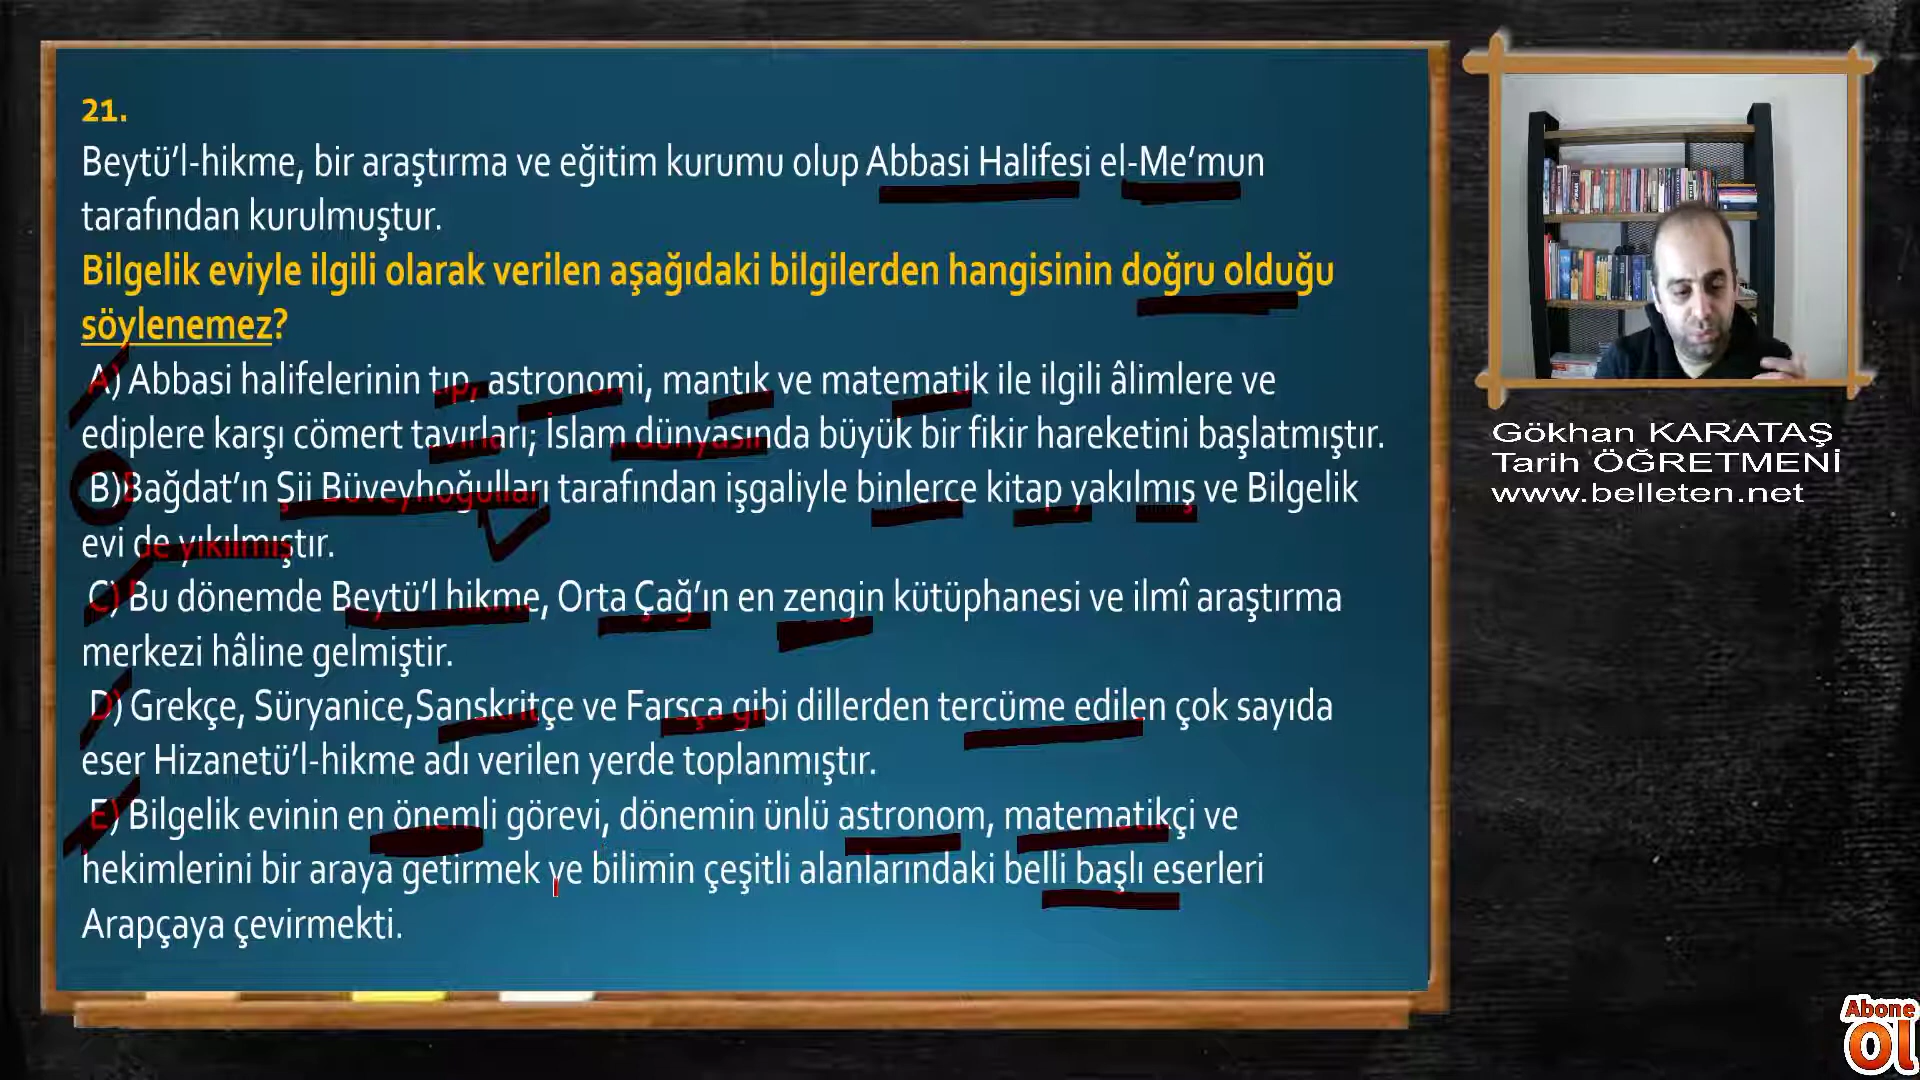 21.
Beytü’l-hikme, bir araştırma ve eğitim kurumu olup Abbasi Halifesi el-Me’mun
tarafından kurulmuştur.
Bilgelik eviyle ilgili olarak verilen aşağıdaki bilgilerden hangisinin doğru olduğu
söylenemez?
A) Abbasi halifelerinin tıp, astronomi, mantık ve matematik ile ilgili âlimlere ve
ediplere karşı cömert tavırları; İslam dünyasında büyük bir fikir hareketini başlatmıştır.
B)Bağdat’ın Şii Büveyhoğulları tarafından işgaliyle binlerce kitap yakılmış ve Bilgelik
evi de yıkılmıştır.
C) Bu dönemde Beytü’l hikme, Orta Çağ’ın en zengin kütüphanesi ve ilmî araştırma
merkezi hâline gelmiştir.
D) Grekçe, Süryanice,Sanskritçe ve Farsça gibi dillerden tercüme edilen çok sayıda
eser Hizanetü’l-hikme adı verilen yerde toplanmıştır.
E) Bilgelik evinin en önemli görevi, dönemin ünlü astronom, matematikçi ve
hekimlerini bir araya getirmek ve bilimin çeşitli alanlarındaki belli başlı eserleri
Arapçaya çevirmekti.
Gökhan KARATAŞ
Tarih ÖĞRETMENİ
www.belleten.net
Abone
Ol